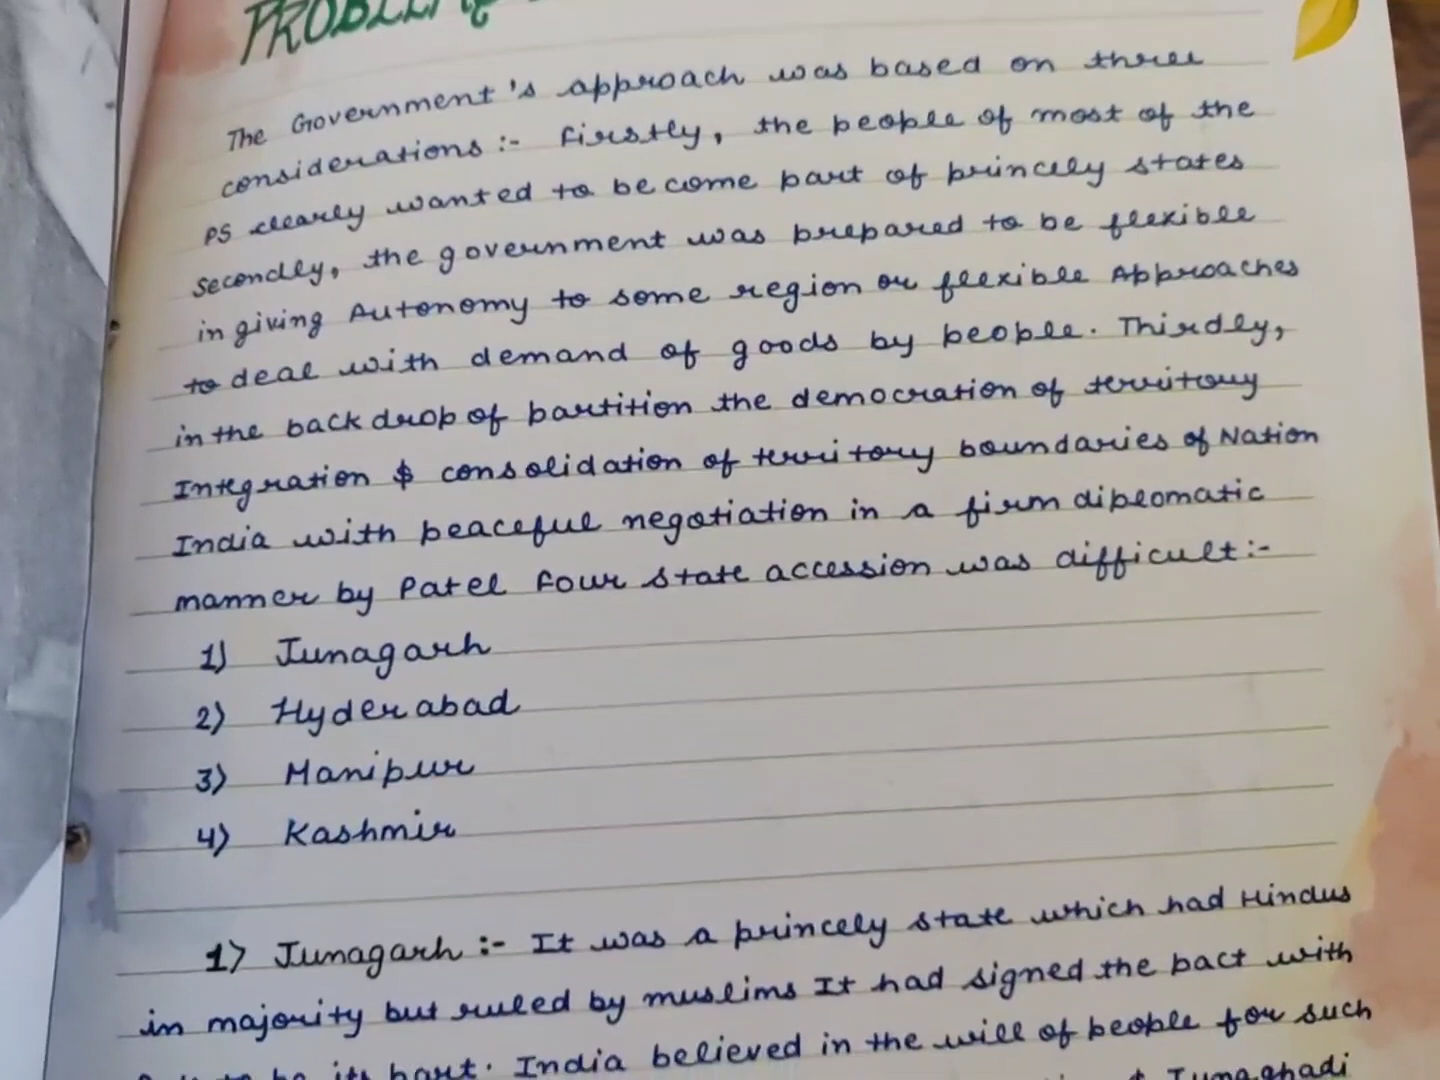 The Government's approach was based on three
considerations :- firstly, the people of most of the
PS clearly wanted to become part of princely states
secondly, the government was prepared to be flexible
in giving Autonomy to some region or flexible Approaches
to deal with demand of goods by people. Thirdly,
in the backdrop of partition the democration of territory
Integration $ consolidation of territory boundaries of Nation
India with peaceful negotiation in a firm diplomatic
manner by Patel four state accession was difficult:-
1) Junagarh
2) Hyderabad
3) Manipur
4) Kashmir
1) Junagarh :- It was a princely state which had Hindus
in majority but ruled by muslims It had signed the pact with
its part. India believed in the will of people for such
Junaghadi